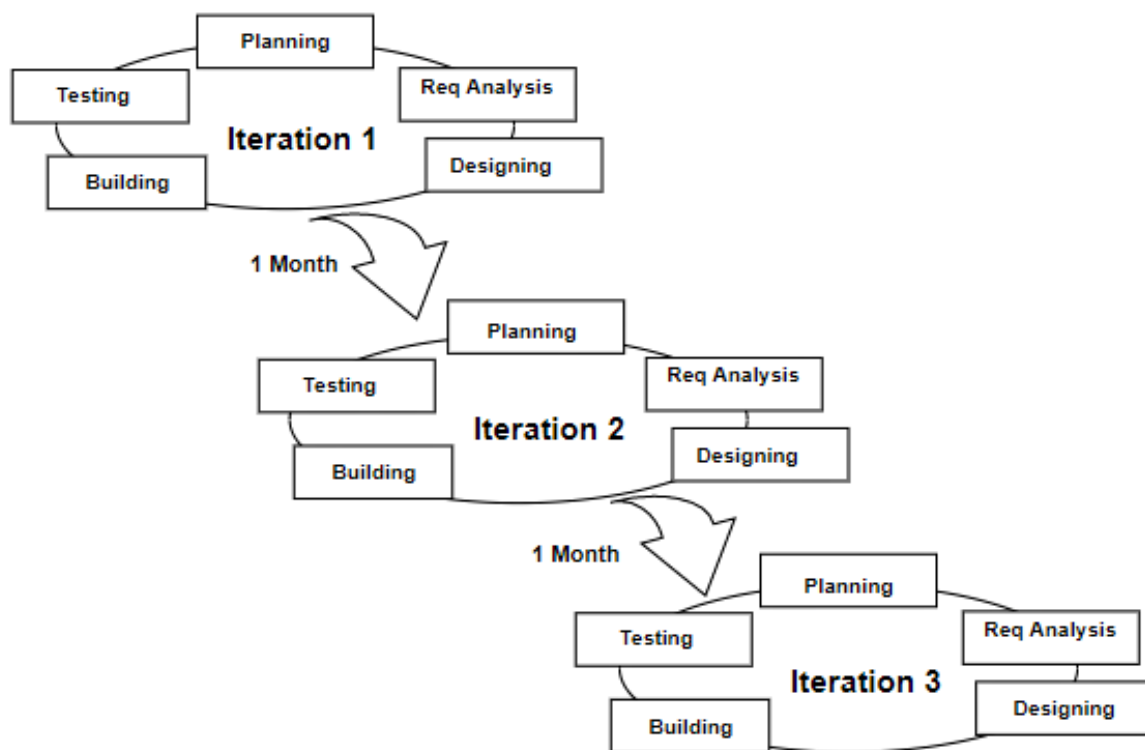 Planning
Testing
Req Analysis
Iteration 1
Designing
Building
1 Month
Planning
Testing
Req Analysis
Iteration 2
Designing
Building
1 Month
Planning
Testing
Req Analysis
Iteration 3
Designing
Building